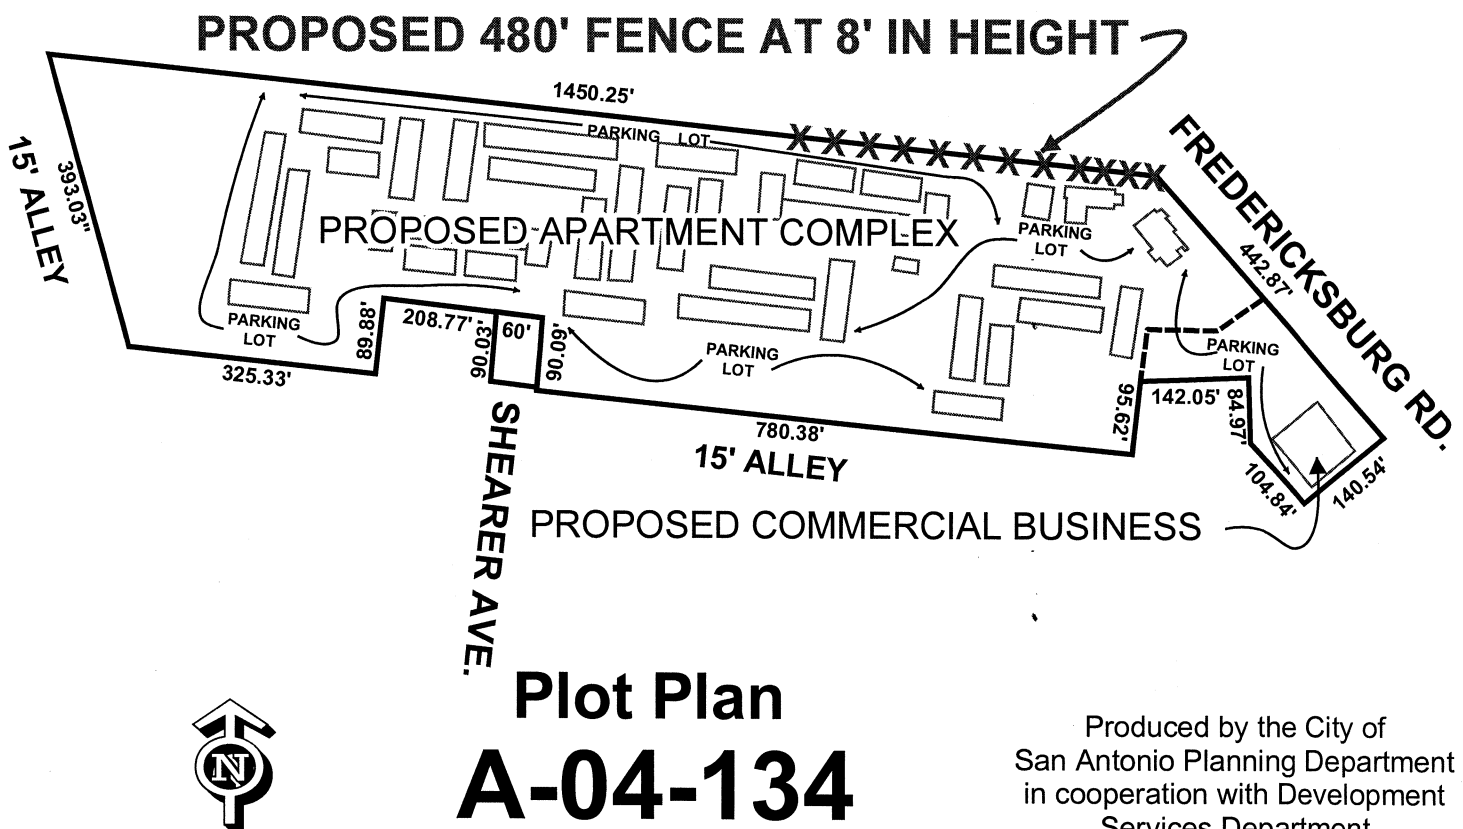 PROPOSED 480' FENCE AT 8' IN HEIGHT
1450.25'
PARKING LOT
15' ALLEY
393.03"
FREDERICKSBURG RD.
442.87'
PROPOSED APARTMENT COMPLEX
PARKING
LOT
PARKING
LOT
325.33'
89.88'
208.77'
90.03'
60'
90.09'
PARKING
LOT
PARKING
LOT
780.38'
15' ALLEY
95.62'
142.05'
84.97'
104.84'
140.54'
SHEARER AVE.
PROPOSED COMMERCIAL BUSINESS
Plot Plan
A-04-134
N
Produced by the City of
San Antonio Planning Department
in cooperation with Development
Services Department